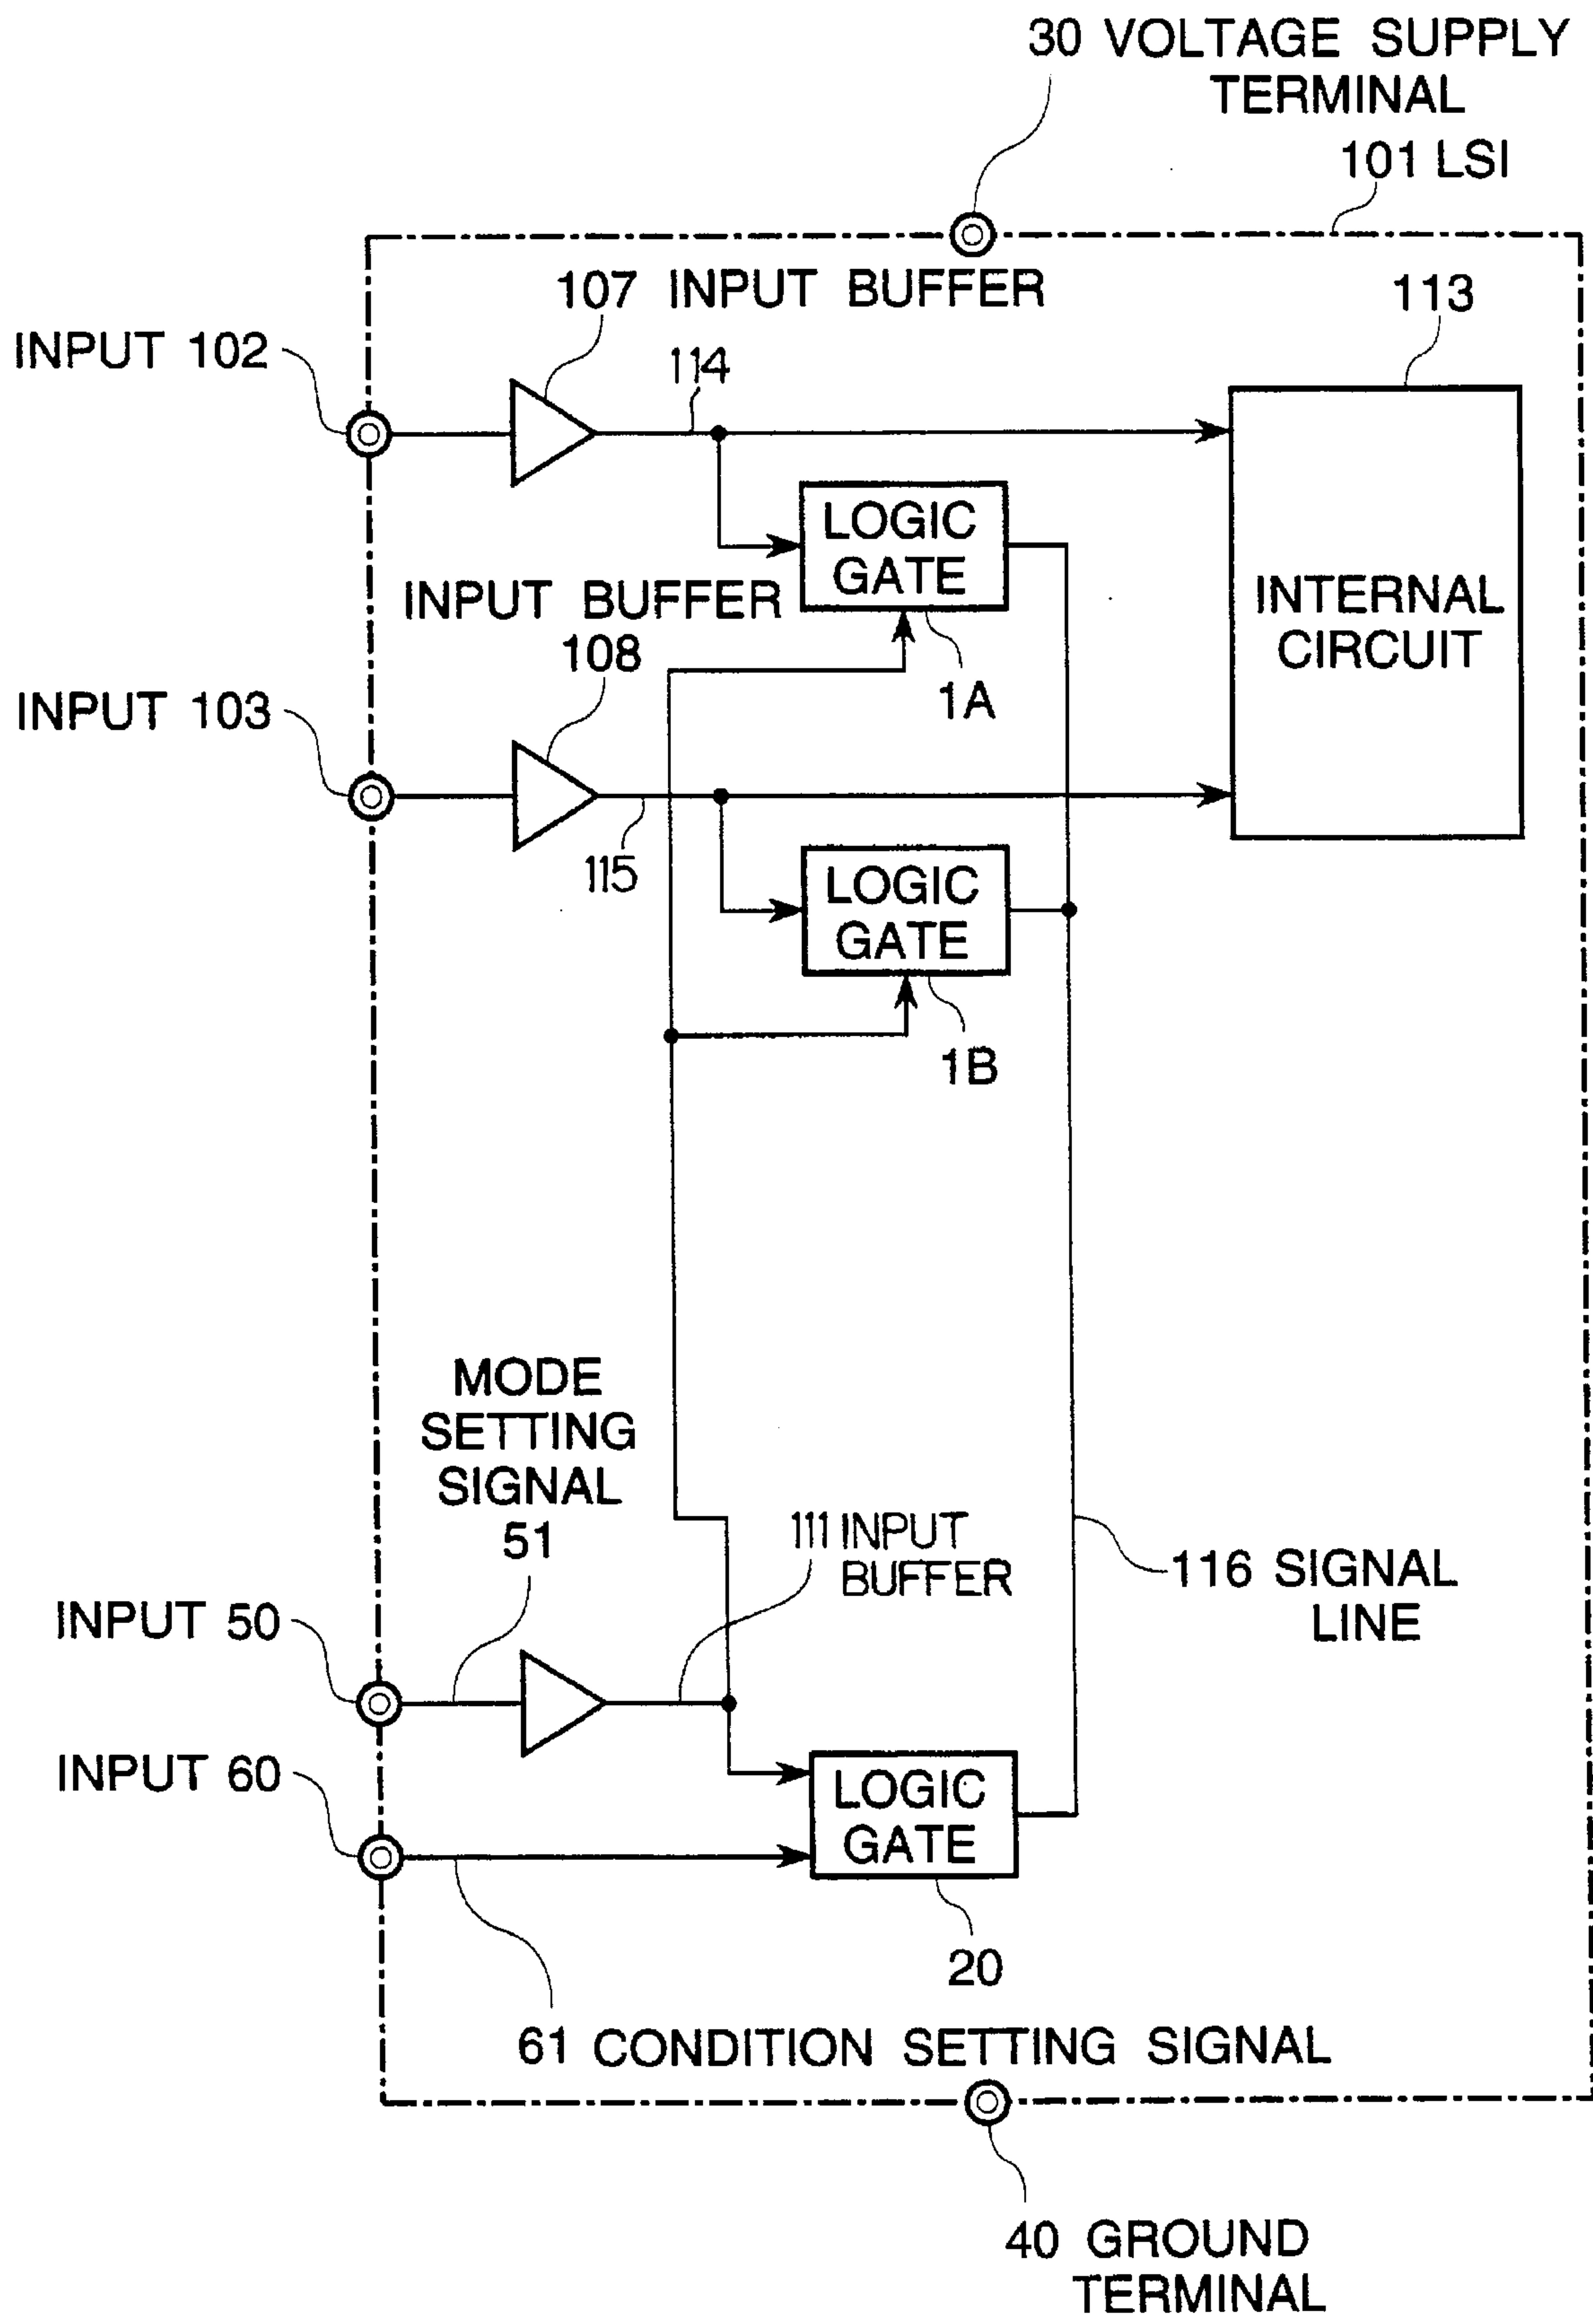 30 VOLTAGE SUPPLY
TERMINAL
101 LSI
107 INPUT BUFFER
113
INPUT 102
114
LOGIC
GATE
INPUT BUFFER
108
INTERNAL
CIRCUIT
1A
INPUT 103
115
LOGIC
GATE
1B
MODE
SETTING
SIGNAL
51
111 INPUT
BUFFER
116 SIGNAL
LINE
INPUT 50
INPUT 60
LOGIC
GATE
20
61 CONDITION SETTING SIGNAL
40 GROUND
TERMINAL